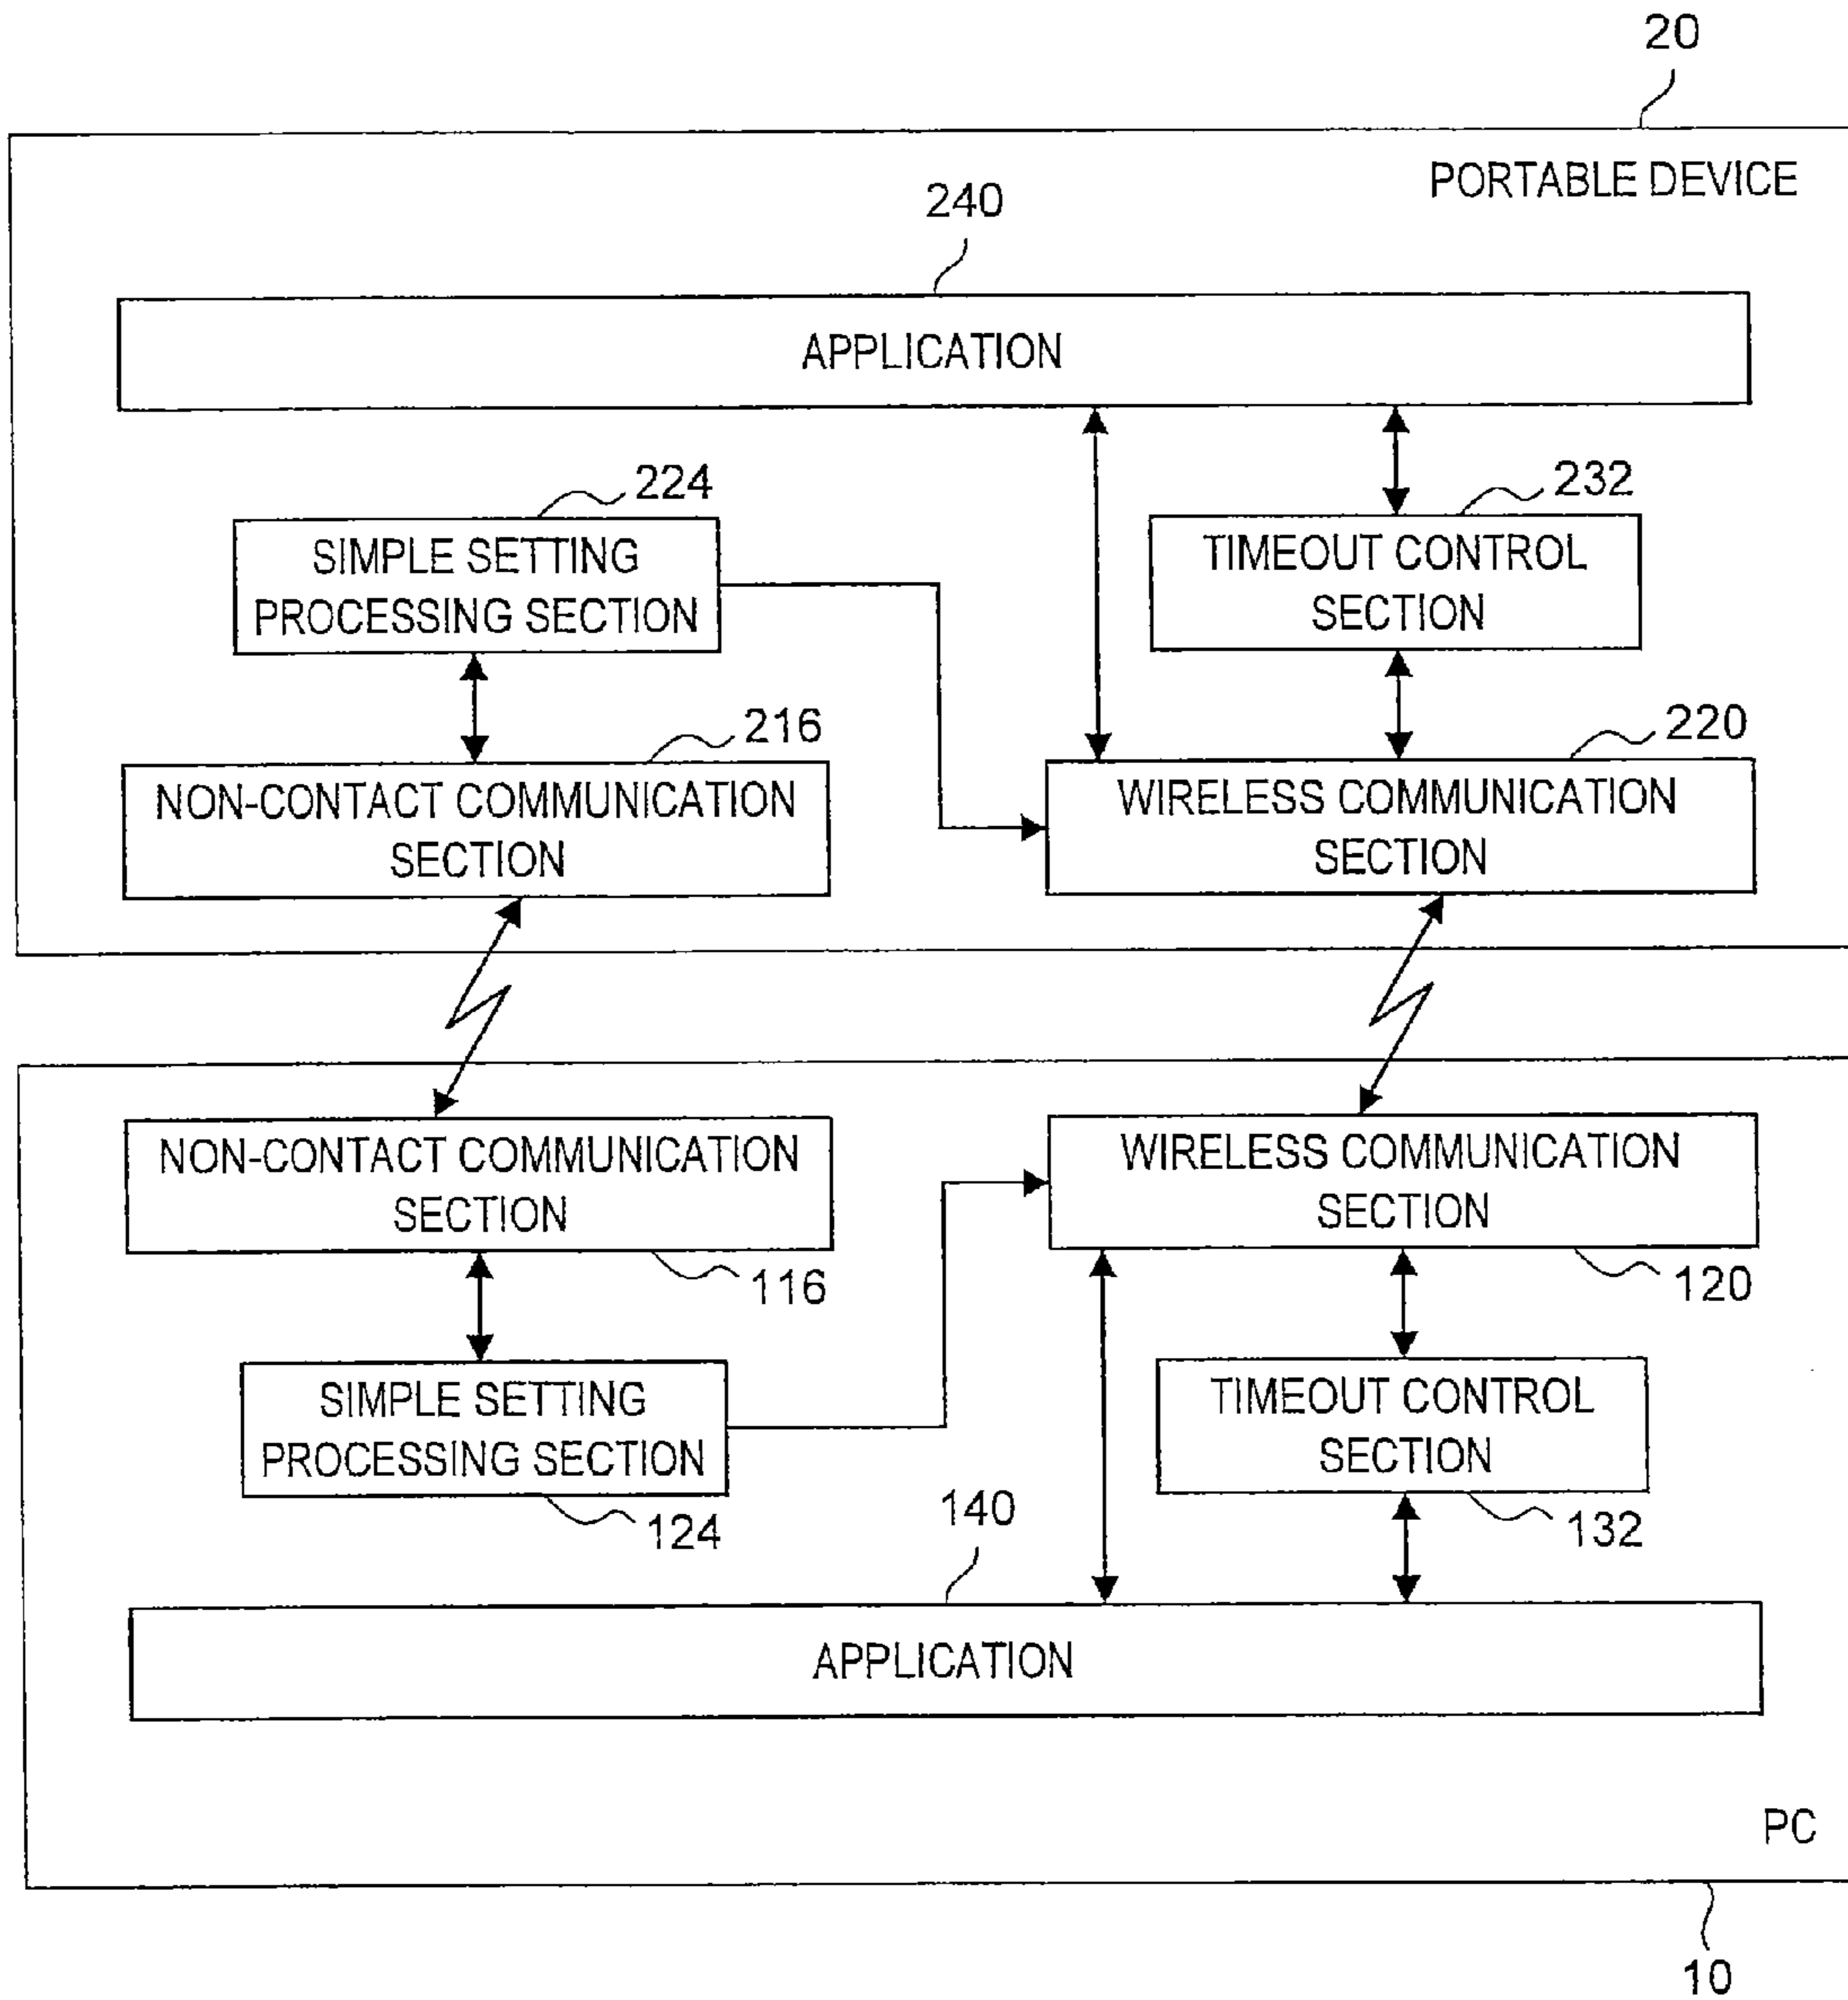 20
PORTABLE DEVICE
240
APPLICATION
224
232
SIMPLE SETTING
PROCESSING SECTION
TIMEOUT CONTROL
SECTION
216
220
NON-CONTACT COMMUNICATION
SECTION
WIRELESS COMMUNICATION
SECTION
NON-CONTACT COMMUNICATION
SECTION
WIRELESS COMMUNICATION
SECTION
116
120
SIMPLE SETTING
PROCESSING SECTION
TIMEOUT CONTROL
SECTION
124
140
132
APPLICATION
PC
10